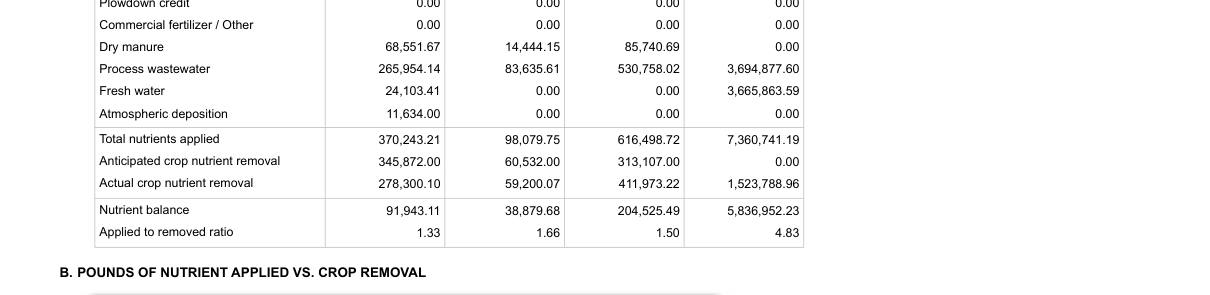 Plowdown credit 0.00 0.00 0.00 0.00
Commercial fertilizer / Other 0.00 0.00 0.00 0.00
Dry manure 68,551.67 14,444.15 85,740.69 0.00
Process wastewater 265,954.14 83,635.61 530,758.02 3,694,877.60
Fresh water 24,103.41 0.00 0.00 3,665,863.59
Atmospheric deposition 11,634.00 0.00 0.00 0.00
Total nutrients applied 370,243.21 98,079.75 616,498.72 7,360,741.19
Anticipated crop nutrient removal 345,872.00 60,532.00 313,107.00 0.00
Actual crop nutrient removal 278,300.10 59,200.07 411,973.22 1,523,788.96
Nutrient balance 91,943.11 38,879.68 204,525.49 5,836,952.23
Applied to removed ratio 1.33 1.66 1.50 4.83
B. POUNDS OF NUTRIENT APPLIED VS. CROP REMOVAL